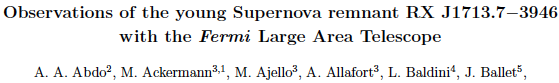 Observations of the young Supernova remnant RX J1713.7−3946
with the Fermi Large Area Telescope
A. A. Abdo², M. Ackermann³,¹, M. Ajello³, A. Allafort³, L. Baldini⁴, J. Ballet⁵,